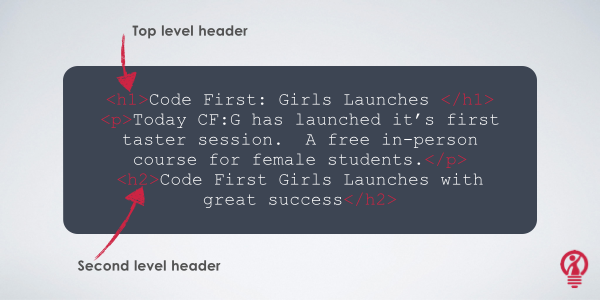 Top level header
<h1>Code First: Girls Launches </h1>
<p>Today CF:G has launched it's first
taster session.  A free in-person
course for female students.</p>
<h2>Code First Girls Launches with
great success</h2>
Second level header